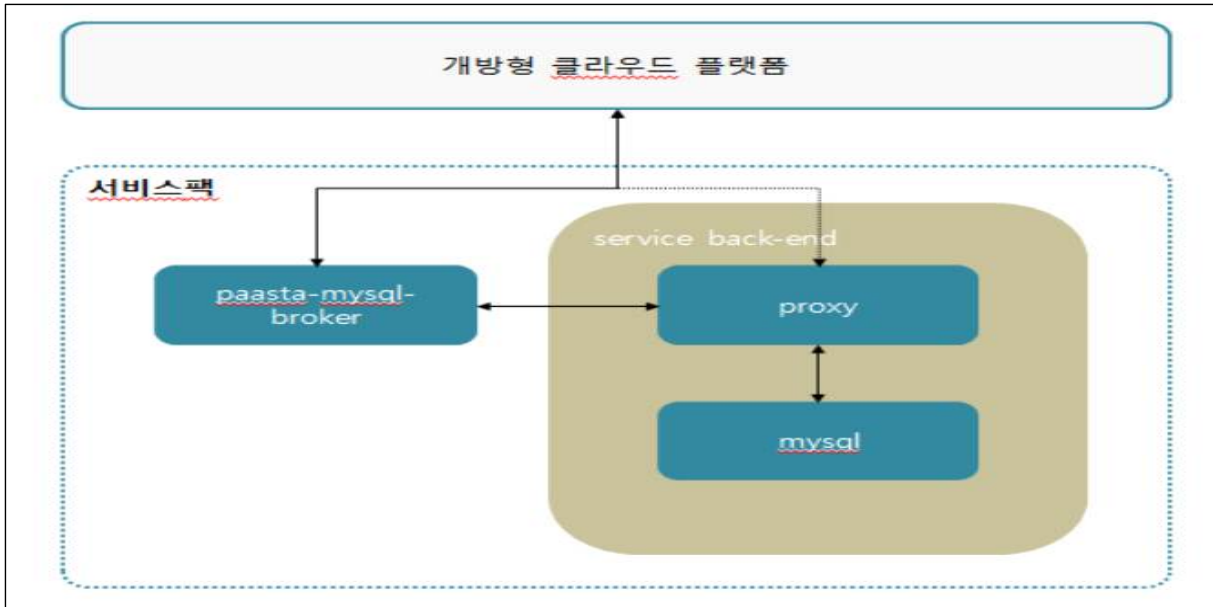 개방형 클라우드 플랫폼
서비스팩
service back-end
paasta-mysql-
broker
proxy
mysql